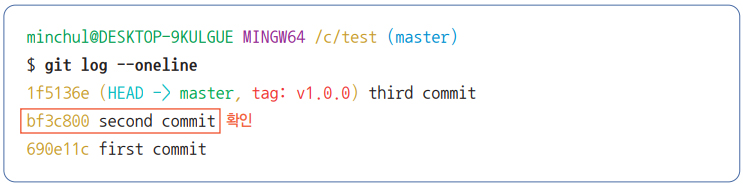 minchul@DESKTOP-9KULGUE MINGW64 /c/test (master)
$ git log --oneline
1f5136e (HEAD -> master, tag: v1.0.0) third commit
bf3c800 second commit 확인
690e11c first commit